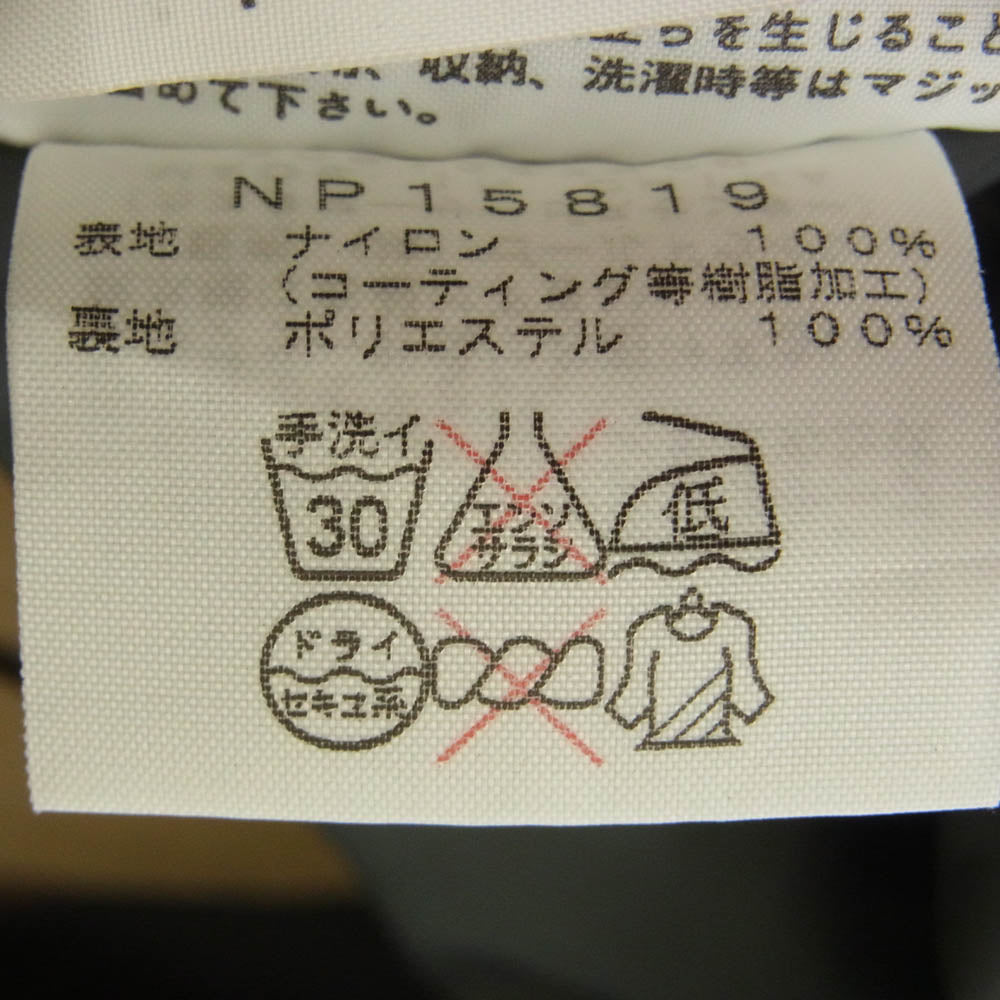 を生じること
収納、洗濯時等はマジッ
めて下さい。
NP15819
表地 ナイロン 100%
(コーティング等樹脂加工)
裏地 ポリエステル 100%
手洗イ
30
エンソ
サラシ
低
ドライ
セキユ系